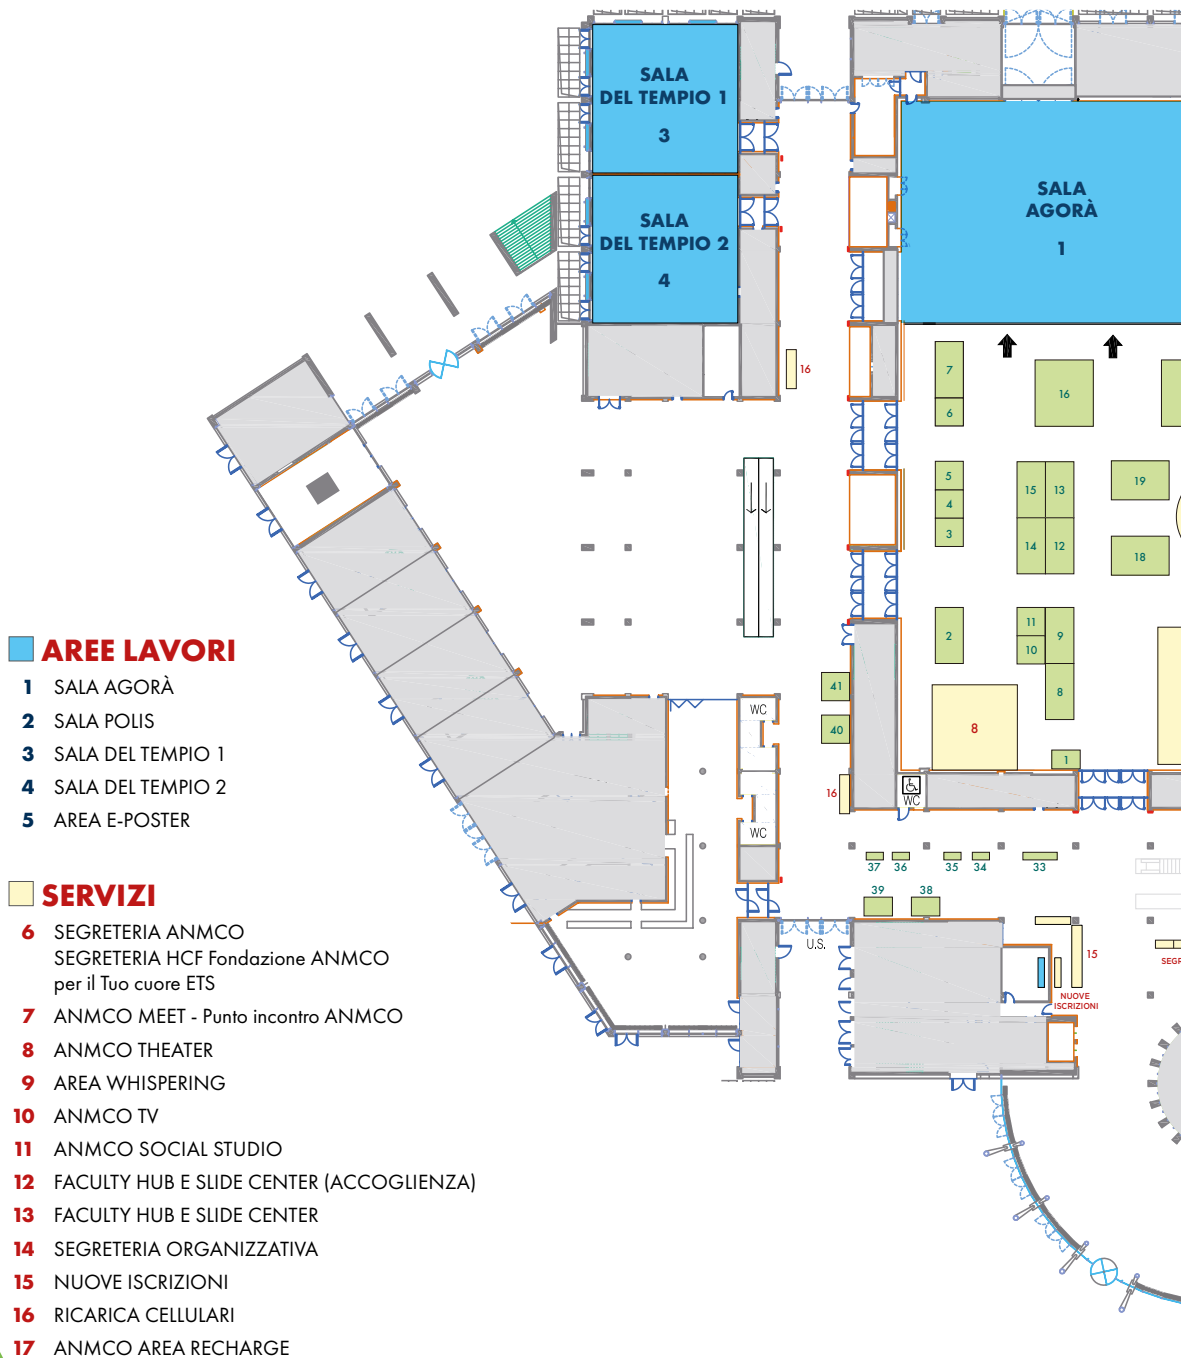 SALA
DEL TEMPIO 1
3
SALA
DEL TEMPIO 2
4
SALA
AGORÀ
1
16
7
6
16
5
4
3
15
13
14
12
19
18
2
11
10
9
8
8
1
41
40
16
WC
WC
WC
37
36
35
34
33
39
38
U.S.
15
NUOVE
ISCRIZIONI
SEGR
AREE LAVORI
1 SALA AGORÀ
2 SALA POLIS
3 SALA DEL TEMPIO 1
4 SALA DEL TEMPIO 2
5 AREA E-POSTER
SERVIZI
6 SEGRETERIA ANMCO
SEGRETERIA HCF Fondazione ANMCO
per il Tuo cuore ETS
7 ANMCO MEET - Punto incontro ANMCO
8 ANMCO THEATER
9 AREA WHISPERING
10 ANMCO TV
11 ANMCO SOCIAL STUDIO
12 FACULTY HUB E SLIDE CENTER (ACCOGLIENZA)
13 FACULTY HUB E SLIDE CENTER
14 SEGRETERIA ORGANIZZATIVA
15 NUOVE ISCRIZIONI
16 RICARICA CELLULARI
17 ANMCO AREA RECHARGE